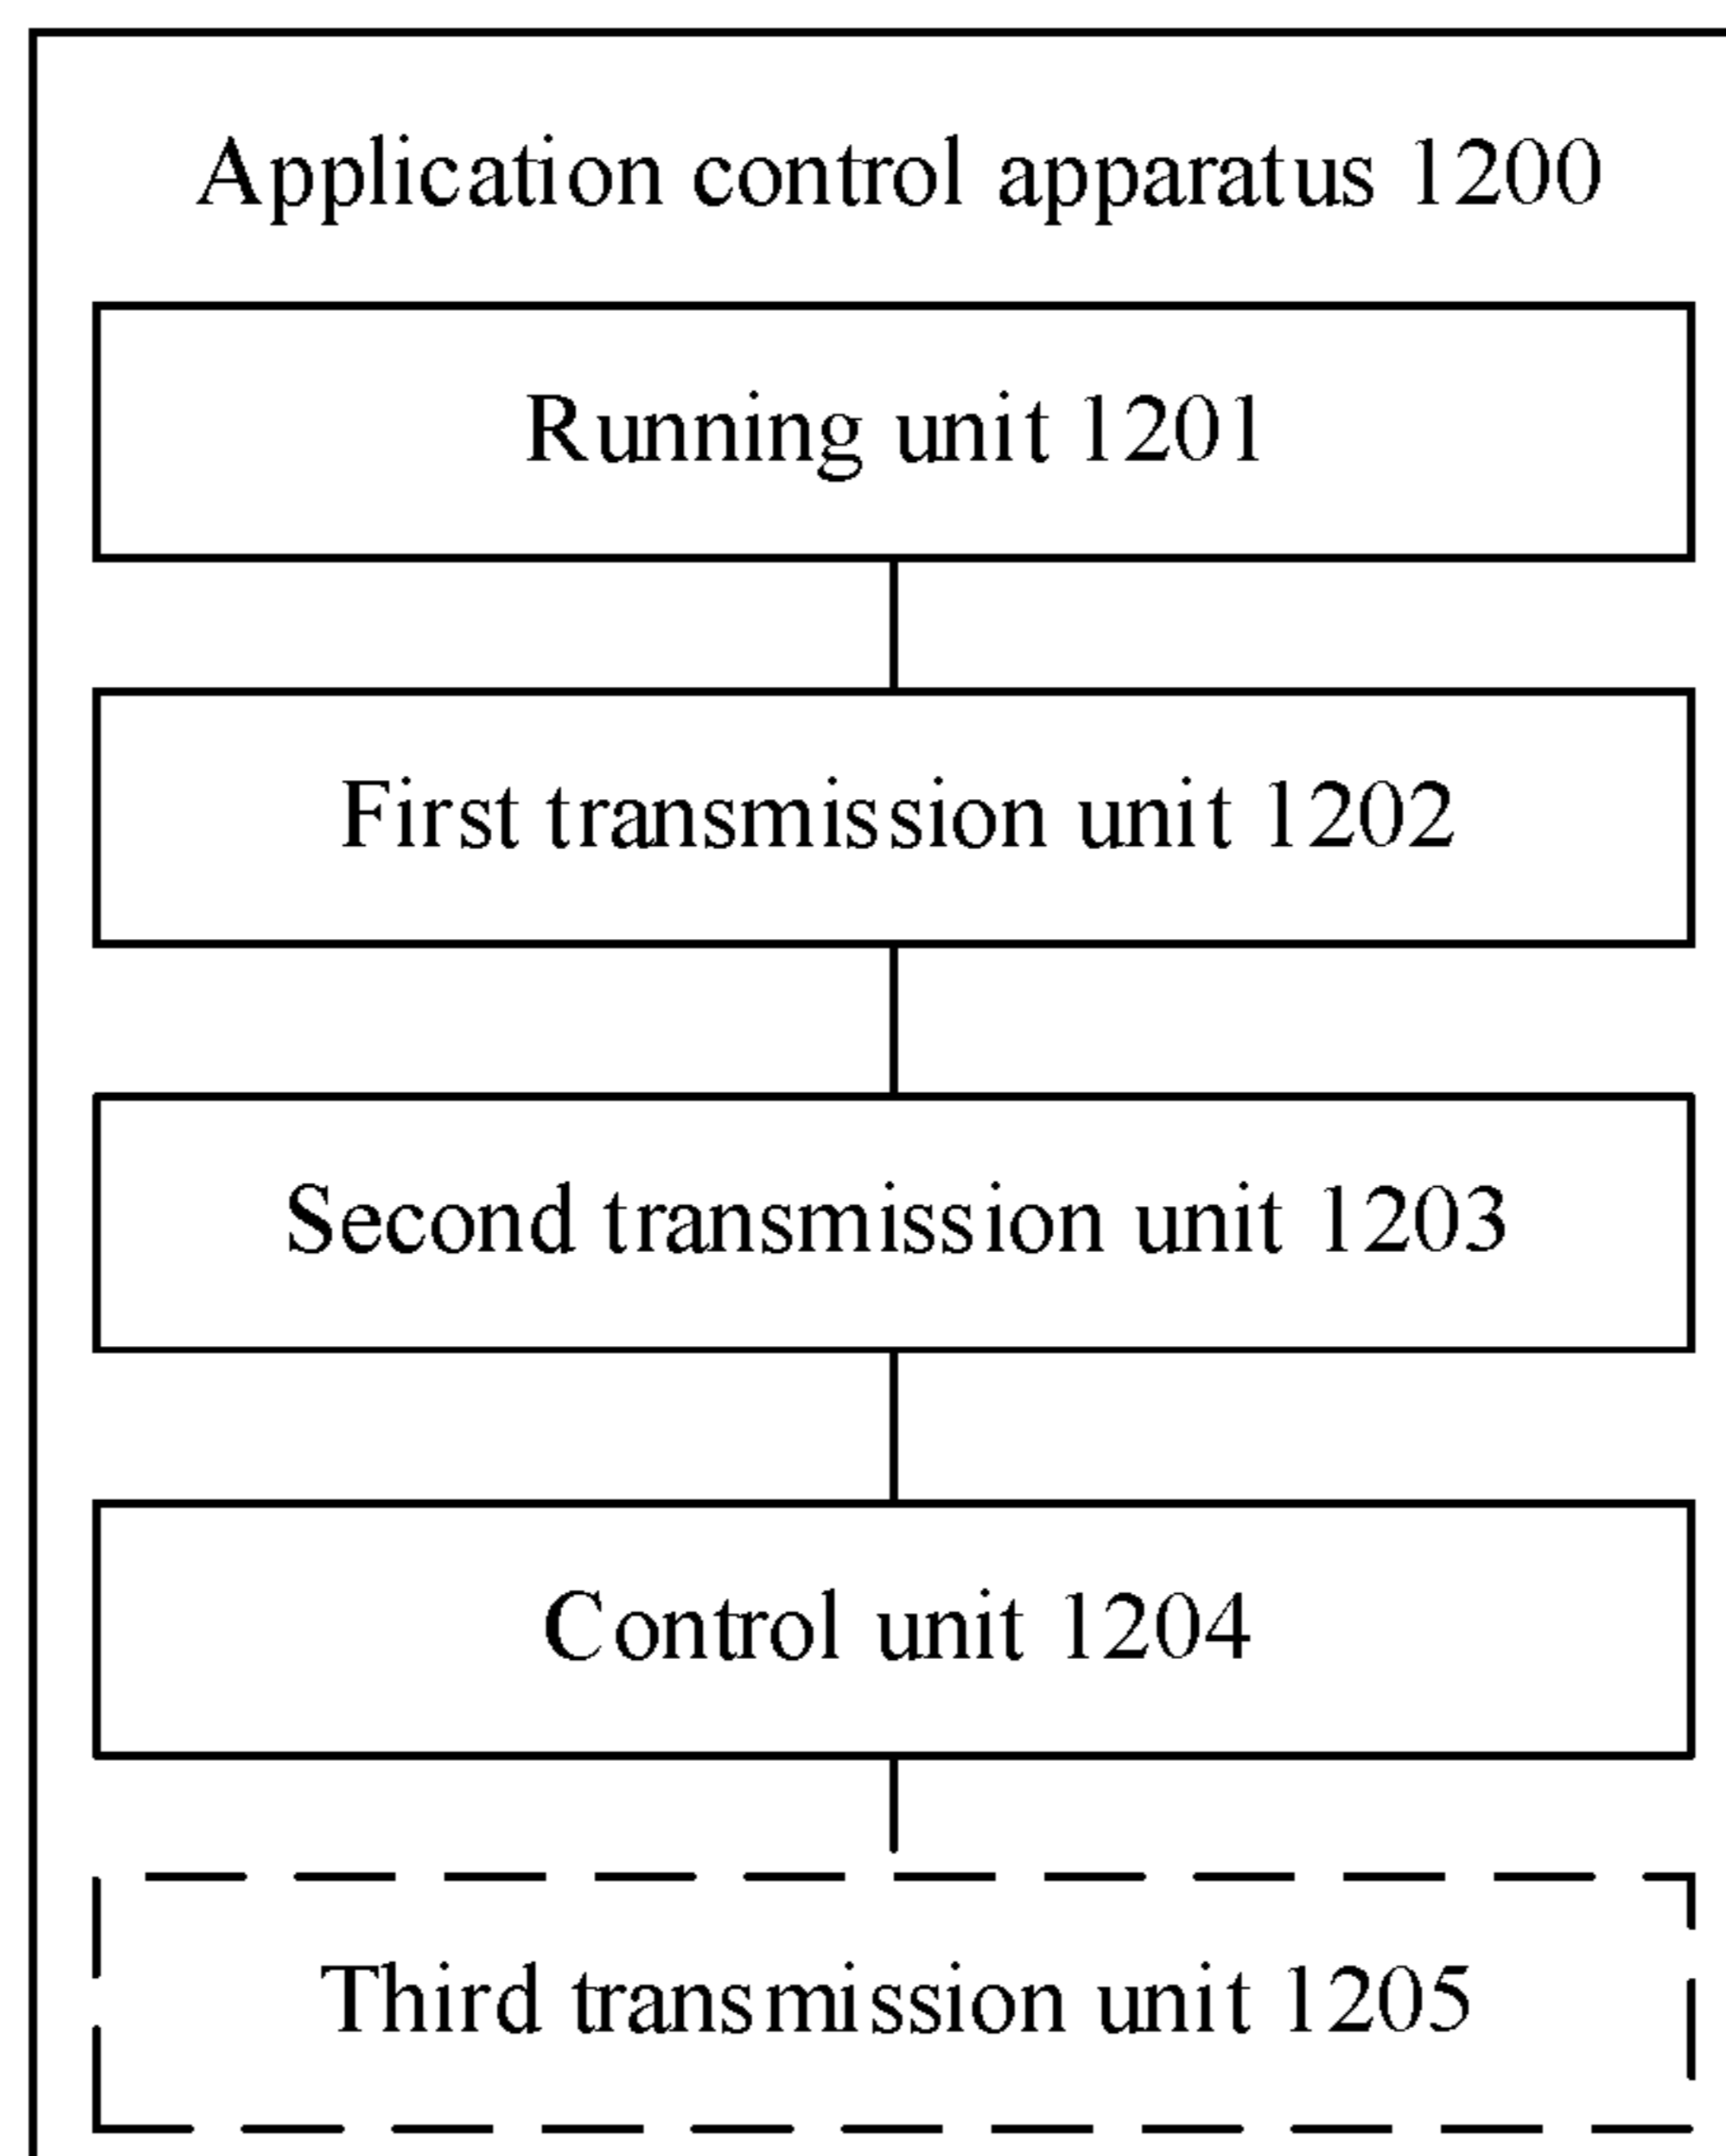 Application control apparatus 1200
Running unit 1201
First transmission unit 1202
Second transmission unit 1203
Control unit 1204
Third transmission unit 1205